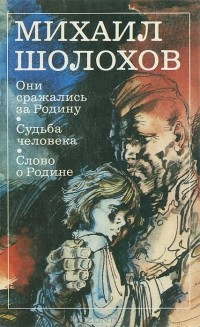 МИХАИЛ
ШОЛОХОВ
Они
сражались
за Родину
•
Судьба
человека
•
Слово
о Родине